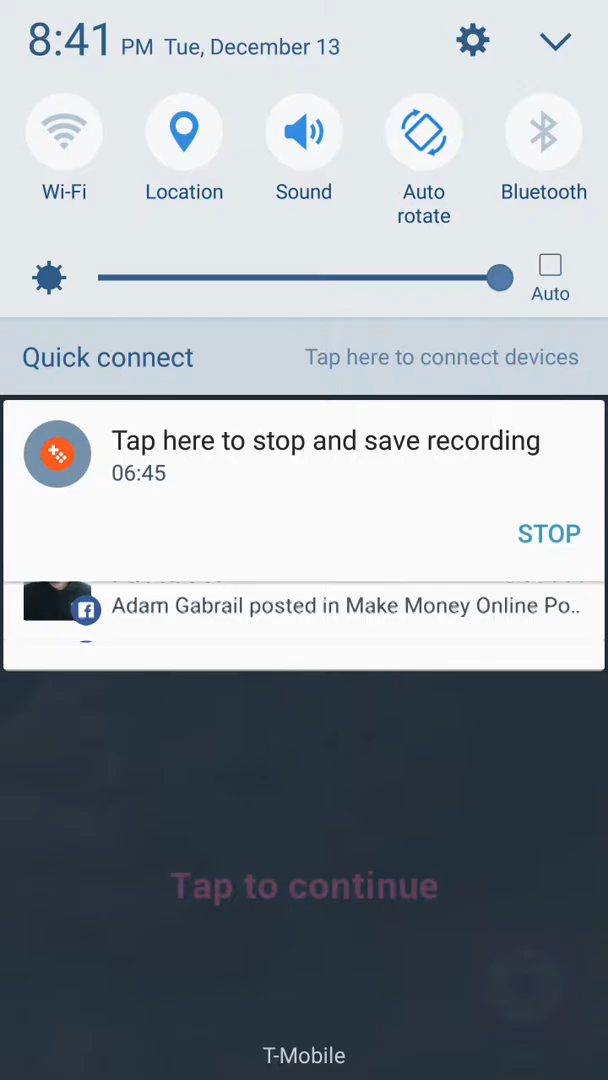 8:41 PM Tue, December 13
Wi-Fi
Location
Sound
Auto rotate
Bluetooth
Auto
Quick connect
Tap here to connect devices
Tap here to stop and save recording
06:45
STOP
Adam Gabrail posted in Make Money Online Po..
Tap to continue
T-Mobile